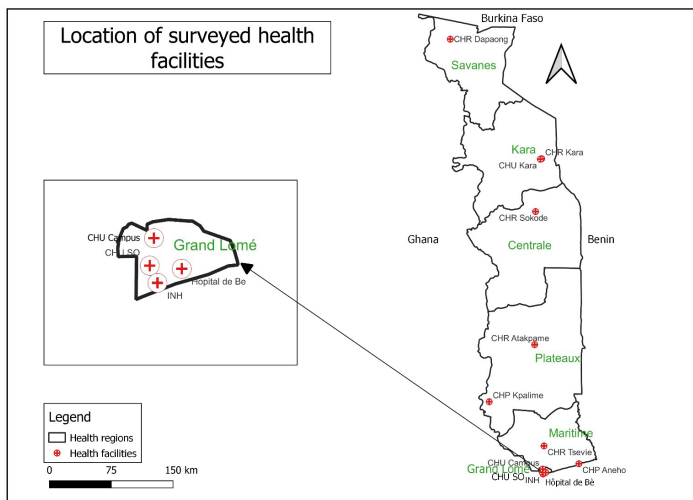 Location of surveyed health
facilities
Burkina Faso
CHR Dapaong
Savanes
Kara
CHR Kara
CHU Kara
CHR Sokode
Ghana
Centrale
Benin
CHR Atakpame
Plateaux
CHP Kpalime
Maritime
CHR Tsevie
CHU Campus
Grand Lomé
CHP Aneho
CHU SO
INH
Hôpital de Bè
CHU Campus
Grand Lomé
CHU SO
Hopital de Be
INH
Legend
Health regions
Health facilities
0 75 150 km